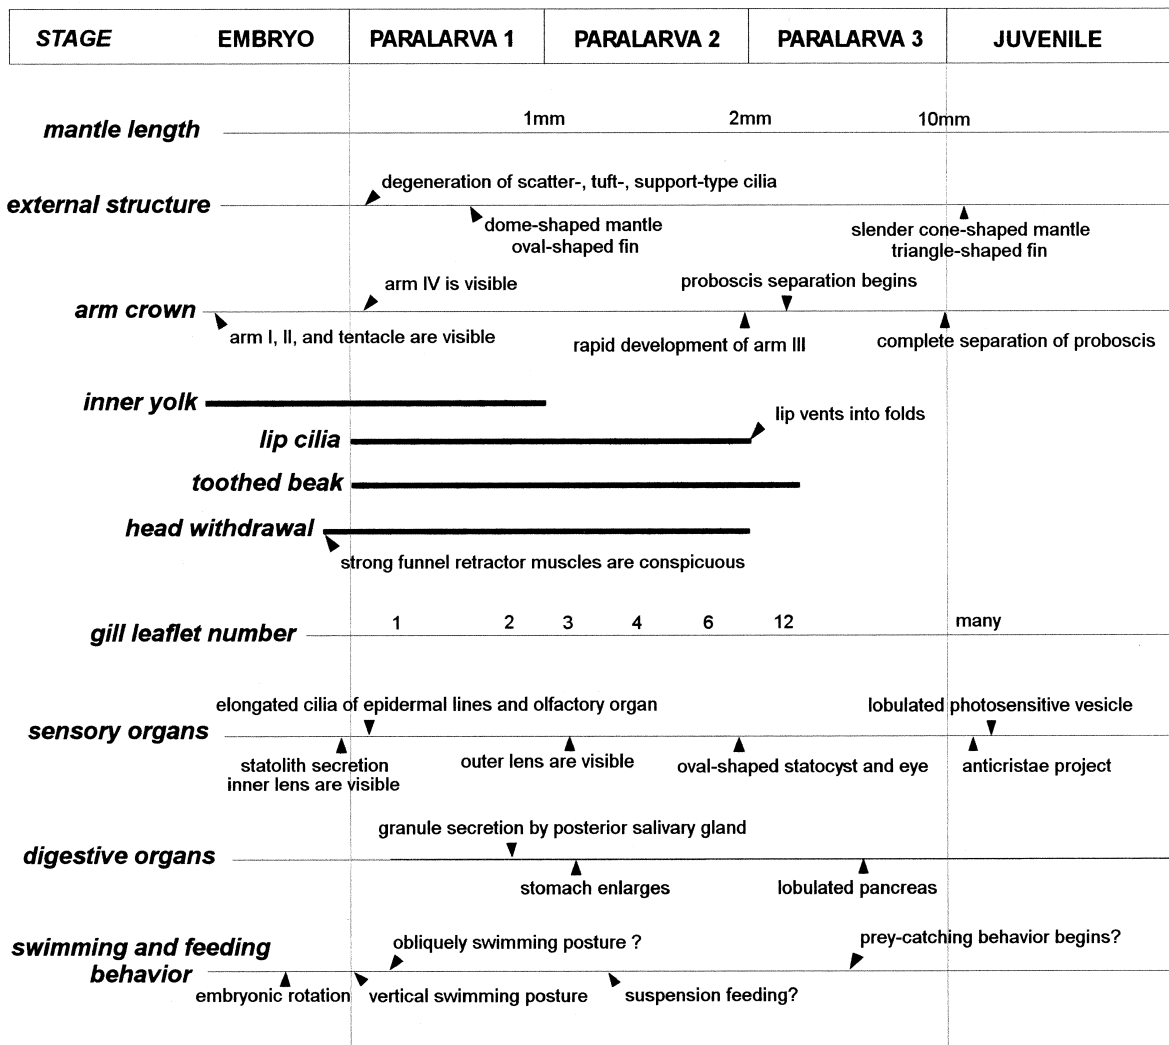 STAGE EMBRYO PARALARVA 1 PARALARVA 2 PARALARVA 3 JUVENILE
mantle length 1mm 2mm 10mm
degeneration of scatter-, tuft-, support-type cilia
external structure
dome-shaped mantle
oval-shaped fin
slender cone-shaped mantle
triangle-shaped fin
arm IV is visible
proboscis separation begins
arm crown
arm I, II, and tentacle are visible
rapid development of arm III
complete separation of proboscis
inner yolk
lip vents into folds
lip cilia
toothed beak
head withdrawal
strong funnel retractor muscles are conspicuous
gill leaflet number 1 2 3 4 6 12 many
elongated cilia of epidermal lines and olfactory organ
lobulated photosensitive vesicle
sensory organs
statolith secretion
inner lens are visible
outer lens are visible
oval-shaped statocyst and eye
anticristae project
granule secretion by posterior salivary gland
digestive organs
stomach enlarges
lobulated pancreas
swimming and feeding
behavior
obliquely swimming posture ?
prey-catching behavior begins?
embryonic rotation
vertical swimming posture
suspension feeding?